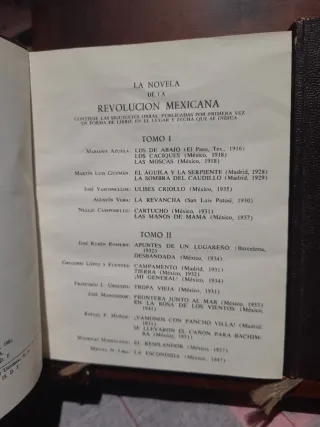 LA NOVELA
DE LA
REVOLUCION MEXICANA
CONTIENE LAS SIGUIENTES OBRAS, PUBLICADAS POR PRIMERA VEZ
EN FORMA DE LIBRO, EN EL LUGAR Y FECHA QUE SE INDICA
TOMO I
MARIANO AZUELA: LOS DE ABAJO (El Paso, Tex., 1916)
LOS CACIQUES (México, 1918)
LAS MOSCAS (México, 1918)
MARTÍN LUIS GUZMÁN: EL AGUILA Y LA SERPIENTE (Madrid, 1928)
LA SOMBRA DEL CAUDILLO (Madrid, 1929)
JOSÉ VASCONCELOS: ULISES CRIOLLO (México, 1935)
AGUSTÍN VERA: LA REVANCHA (San Luis Potosí, 1930)
NELLIE CAMPOBELLO: CARTUCHO (México, 1931)
LAS MANOS DE MAMÁ (México, 1937)
TOMO II
JOSÉ RUBÉN ROMERO: APUNTES DE UN LUGAREÑO (Barcelona,
1932)
DESBANDADA (México, 1934)
GREGORIO LÓPEZ Y FUENTES: CAMPAMENTO (Madrid, 1931)
TIERRA (México, 1932)
¡MI GENERAL! (México, 1934)
FRANCISCO L. URQUIZO: TROPA VIEJA (México, 1943)
JOSÉ MANCISIDOR: FRONTERA JUNTO AL MAR (México, 1953)
EN LA ROSA DE LOS VIENTOS (México,
1941)
RAFAEL F. MUÑOZ: ¡VÁMONOS CON PANCHO VILLA! (Madrid,
1931)
SE LLEVARON EL CAÑON PARA BACHIM-
BA (México, 1941)
MAURICIO MAGDALENO: EL RESPLANDOR (México, 1937)
MIGUEL N. LIRA: LA ESCONDIDA (México, 1947)